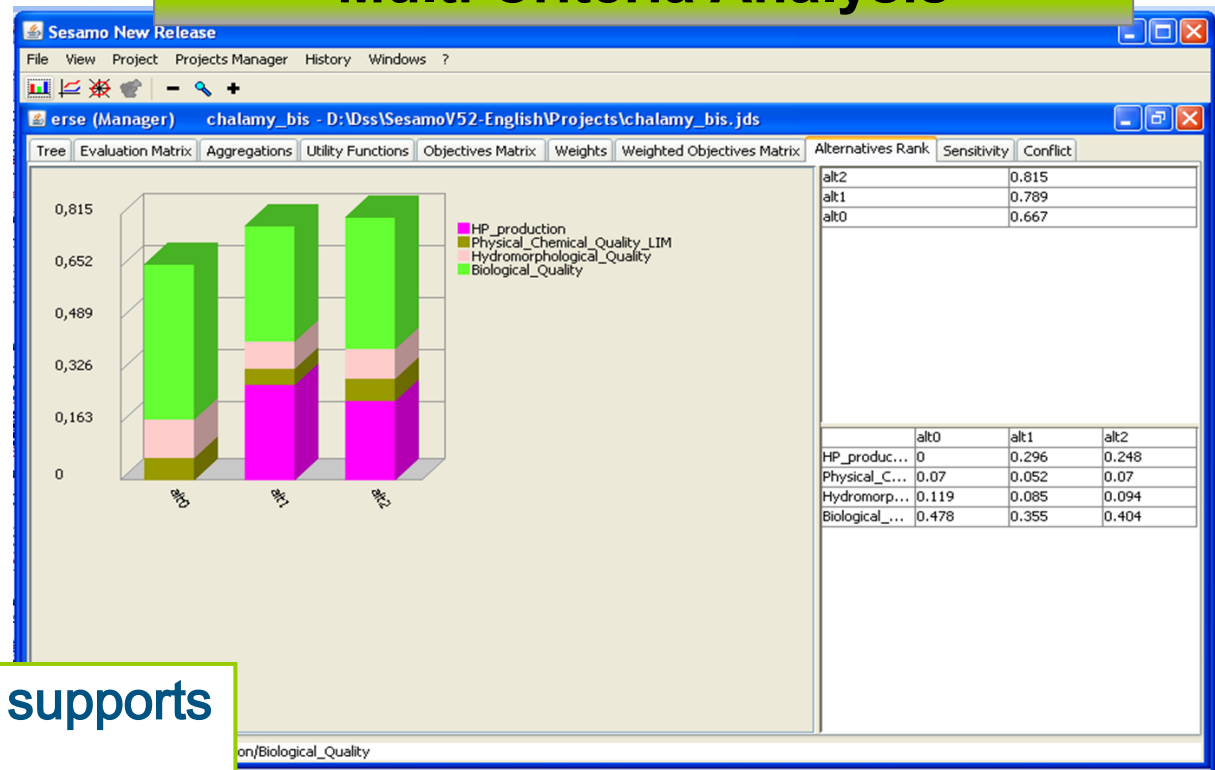 Multi Criteria Analysis
Sesamo New Release
File View Project Projects Manager History Windows ?
erse (Manager) chalamy_bis - D:\Dss\SesamoV52-English\Projects\chalamy_bis.jds
Tree Evaluation Matrix Aggregations Utility Functions Objectives Matrix Weights Weighted Objectives Matrix Alternatives Rank Sensitivity Conflict
0,815
0,652
0,489
0,326
0,163
0
alt0 alt1 alt2
HP_production
Physical_Chemical_Quality_LIM
Hydromorphological_Quality
Biological_Quality
alt2 0.815
alt1 0.789
alt0 0.667
alt0 alt1 alt2
HP_produc... 0 0.296 0.248
Physical_C... 0.07 0.052 0.07
Hydromorp... 0.119 0.085 0.094
Biological_... 0.478 0.355 0.404
supports
on/Biological_Quality